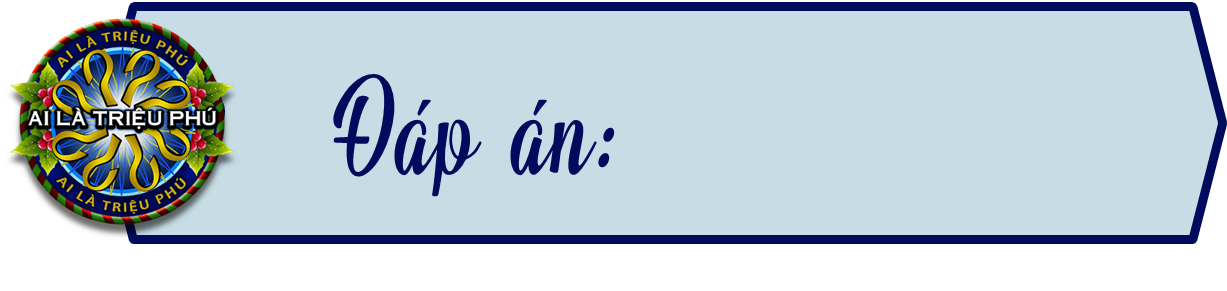 AI LÀ TRIỆU PHÚ
AI LÀ TRIỆU PHÚ
AI LÀ TRIỆU PHÚ
Đáp án: